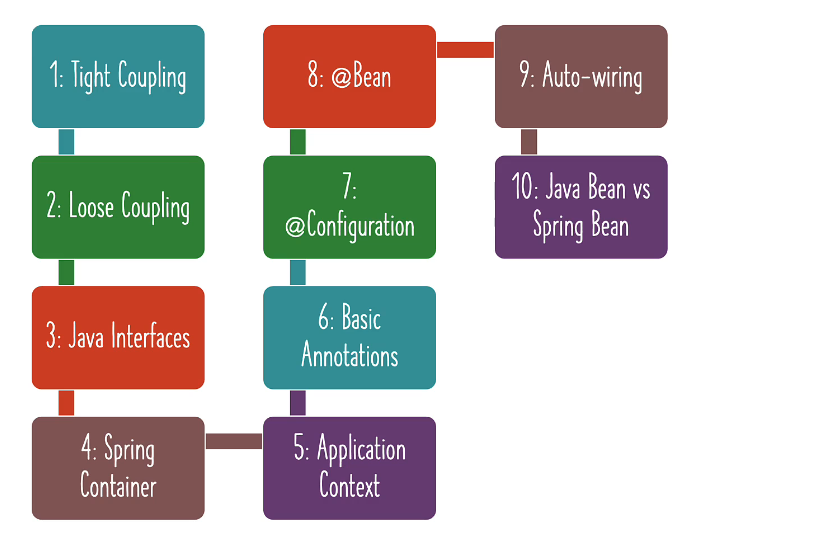 1: Tight Coupling
2: Loose Coupling
3: Java Interfaces
4: Spring
Container
5: Application
Context
6: Basic
Annotations
7:
@Configuration
8: @Bean
9: Auto-wiring
10: Java Bean vs
Spring Bean